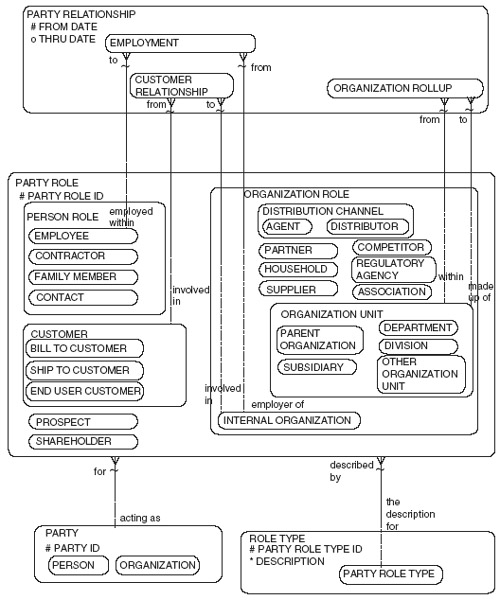 PARTY RELATIONSHIP
# FROM DATE
o THRU DATE
EMPLOYMENT
to
from
CUSTOMER
RELATIONSHIP
ORGANIZATION ROLLUP
from
to
from
to
PARTY ROLE
# PARTY ROLE ID
ORGANIZATION ROLE
PERSON ROLE
employed
within
EMPLOYEE
CONTRACTOR
FAMILY MEMBER
CONTACT
DISTRIBUTION CHANNEL
AGENT
DISTRIBUTOR
PARTNER
HOUSEHOLD
SUPPLIER
COMPETITOR
REGULATORY
AGENCY
ASSOCIATION
within
made
up of
involved
in
ORGANIZATION UNIT
PARENT
ORGANIZATION
SUBSIDIARY
DEPARTMENT
DIVISION
OTHER
ORGANIZATION
UNIT
CUSTOMER
BILL TO CUSTOMER
SHIP TO CUSTOMER
END USER CUSTOMER
involved
in
employer of
INTERNAL ORGANIZATION
PROSPECT
SHAREHOLDER
for
described
by
acting as
the
description
for
PARTY
# PARTY ID
PERSON
ORGANIZATION
ROLE TYPE
# PARTY ROLE TYPE ID
* DESCRIPTION
PARTY ROLE TYPE